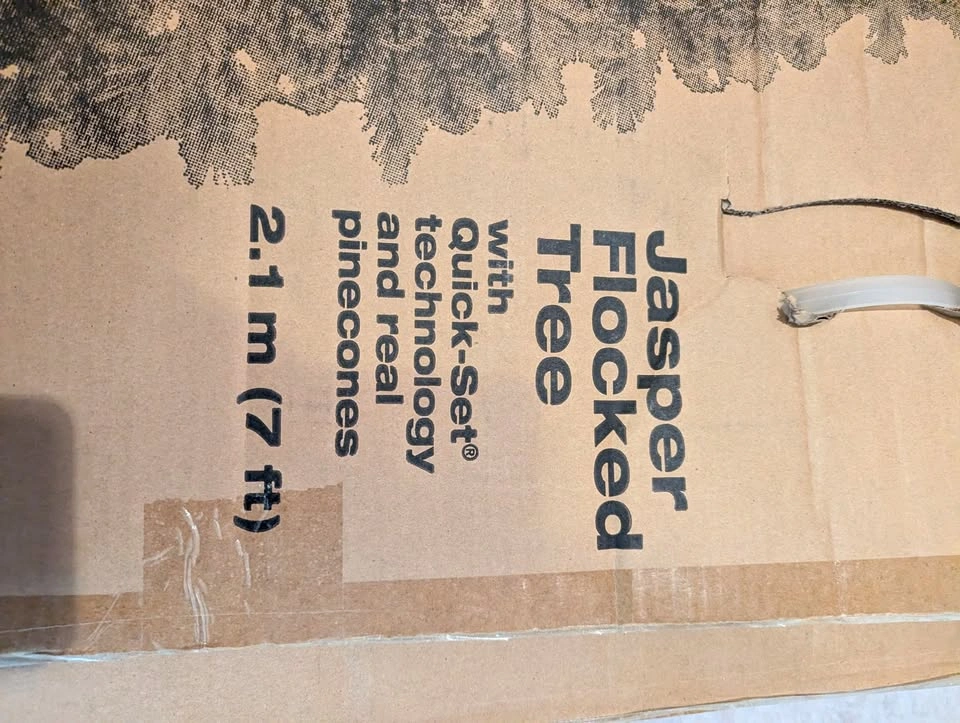 Jasper
Flocked
Tree
with
Quick-Set®
technology
and real
pinecones
2.1 m (7 ft)